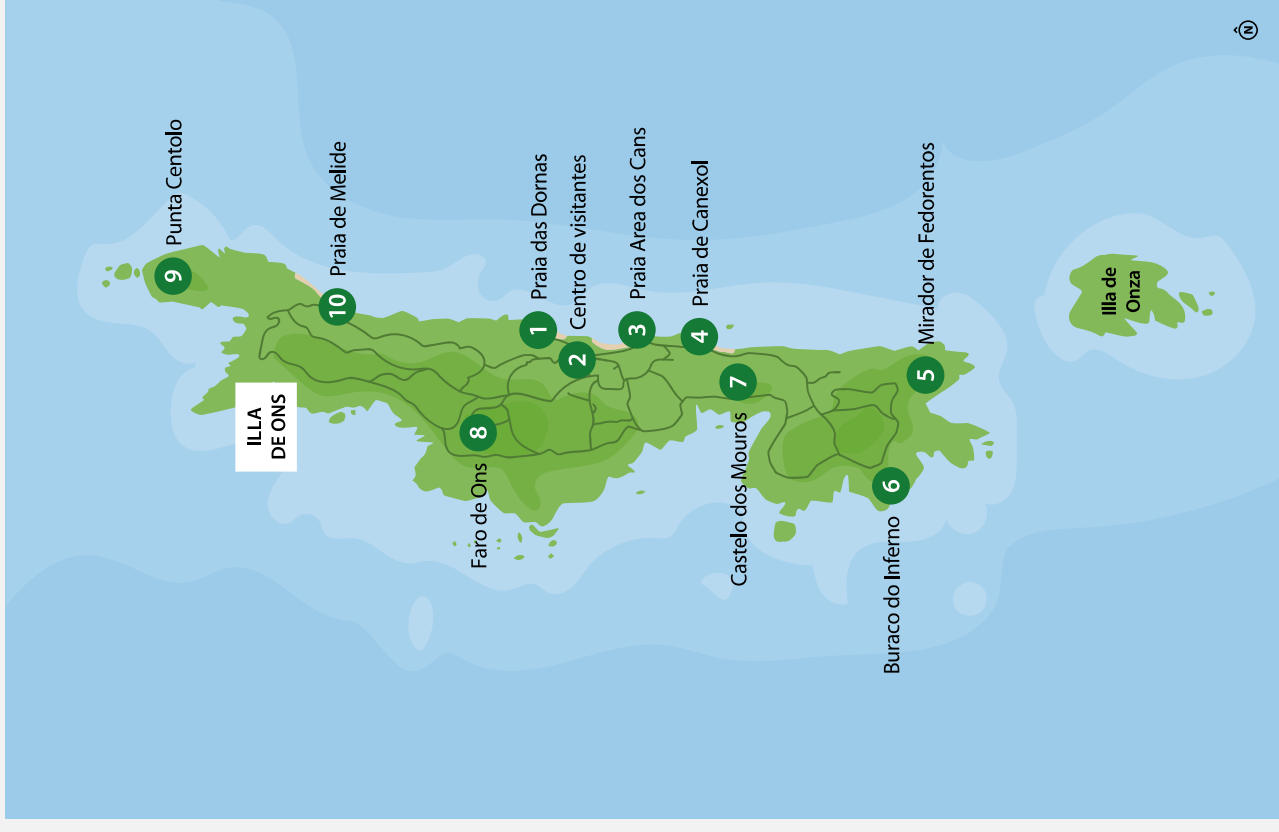 ILLA
DE ONS
9
Punta Centolo
10
Praia de Melide
1
Praia das Dornas
2
Centro de visitantes
3
Praia Area dos Cans
4
Praia de Canexol
5
Mirador de Fedorentos
6
Buraco do Inferno
7
Castelo dos Mouros
8
Faro de Ons
Illa de
Onza
N